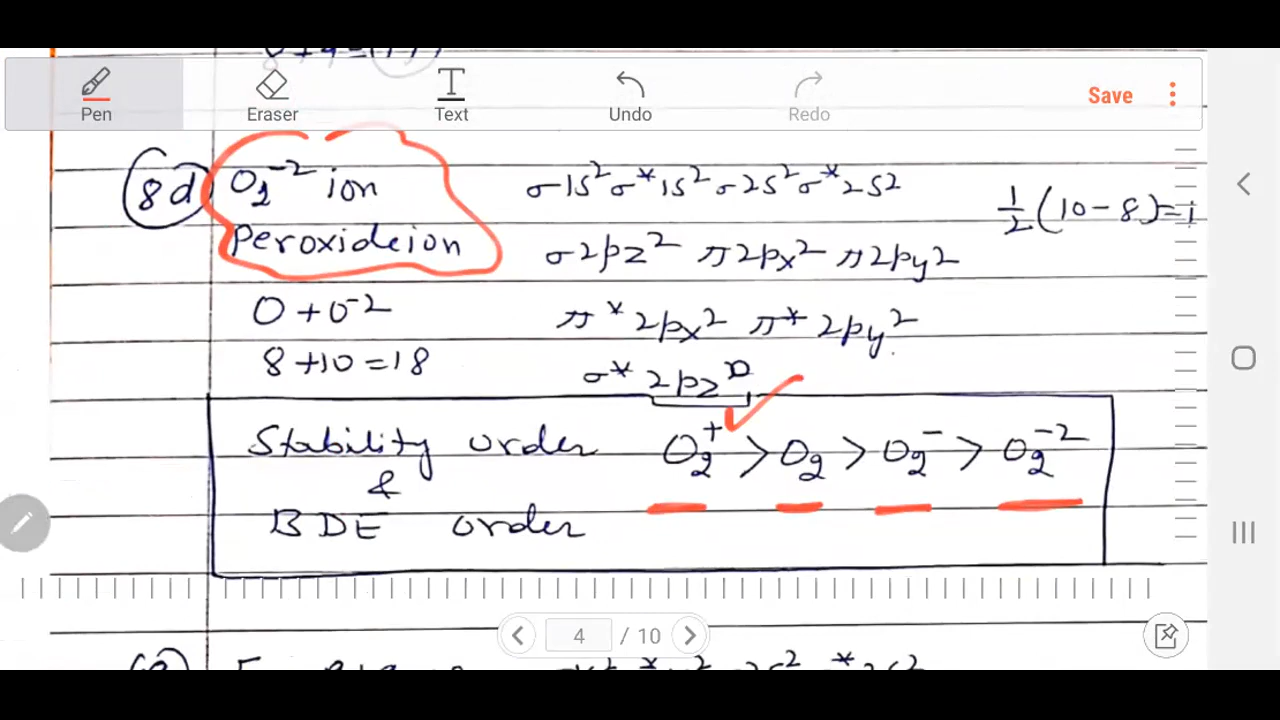 Pen
Eraser
Text
Undo
Redo
Save
8d) O2⁻² ion σ1s² σ*1s² σ2s² σ*2s² 1/2 (10-8)=1
Peroxideion σ2pz² π2px² π2py²
O + O⁻² π*2px² π*2py²
8+10=18 σ*2pz⁰
Stability order O2⁺ > O2 > O2⁻ > O2⁻²
&
BDE order
4 / 10